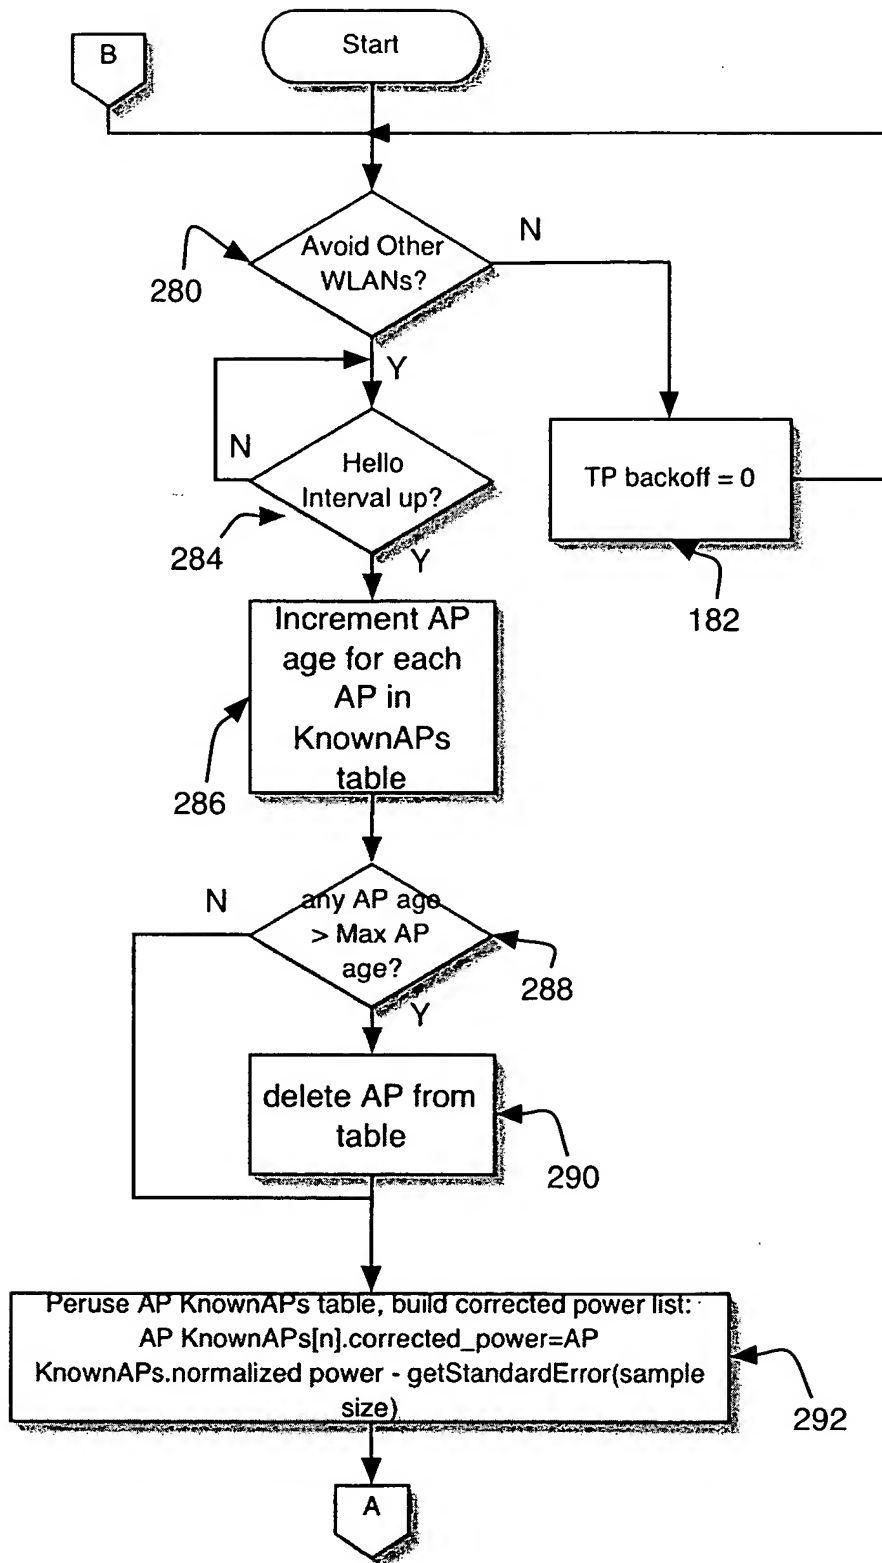 B
Start
Avoid Other
WLANs?
N
280
Y
N
Hello
Interval up?
284
Y
TP backoff = 0
182
Increment AP
age for each
AP in
KnownAPs
table
286
N
any AP age
> Max AP
age?
288
Y
delete AP from
table
290
Peruse AP KnownAPs table, build corrected power list:
AP KnownAPs[n].corrected_power=AP
KnownAPs.normalized power - getStandardError(sample
size)
292
A